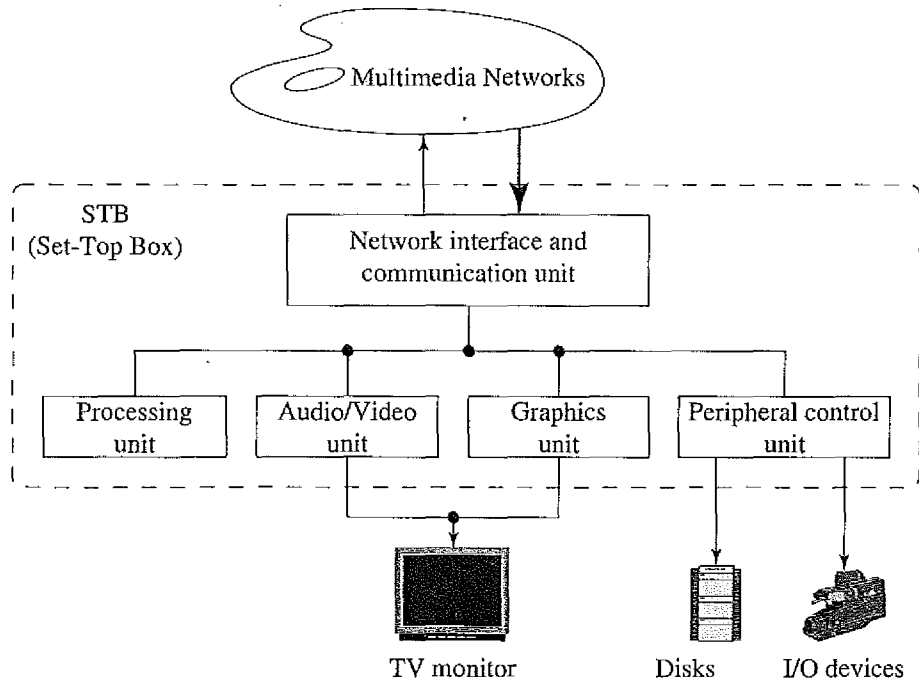 Multimedia Networks
STB
(Set-Top Box)
Network interface and
communication unit
Processing
unit
Audio/Video
unit
Graphics
unit
Peripheral control
unit
TV monitor
Disks
I/O devices